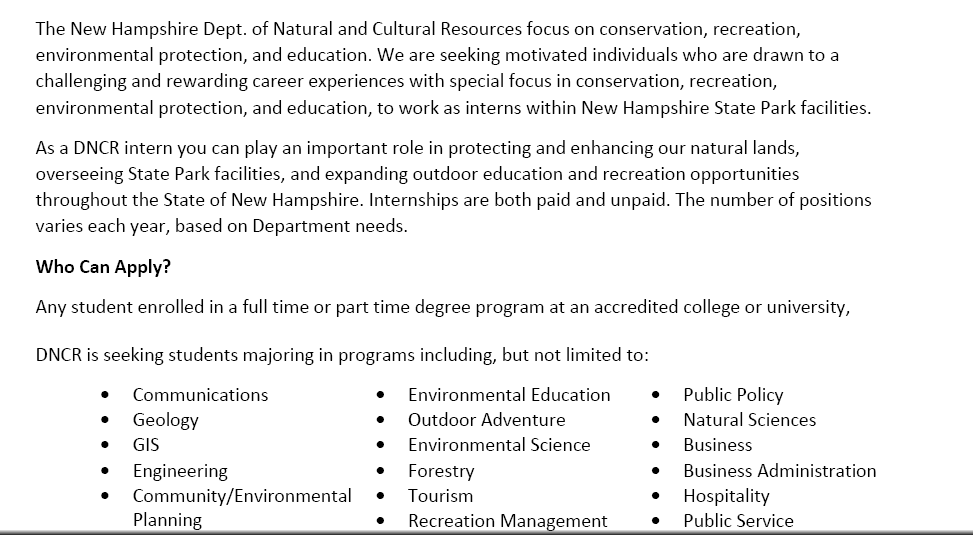 The New Hampshire Dept. of Natural and Cultural Resources focus on conservation, recreation,
environmental protection, and education. We are seeking motivated individuals who are drawn to a
challenging and rewarding career experiences with special focus in conservation, recreation,
environmental protection, and education, to work as interns within New Hampshire State Park facilities.
As a DNCR intern you can play an important role in protecting and enhancing our natural lands,
overseeing State Park facilities, and expanding outdoor education and recreation opportunities
throughout the State of New Hampshire. Internships are both paid and unpaid. The number of positions
varies each year, based on Department needs.
Who Can Apply?
Any student enrolled in a full time or part time degree program at an accredited college or university,
DNCR is seeking students majoring in programs including, but not limited to:
• Communications
• Geology
• GIS
• Engineering
• Community/Environmental
Planning
• Environmental Education
• Outdoor Adventure
• Environmental Science
• Forestry
• Tourism
• Recreation Management
• Public Policy
• Natural Sciences
• Business
• Business Administration
• Hospitality
• Public Service